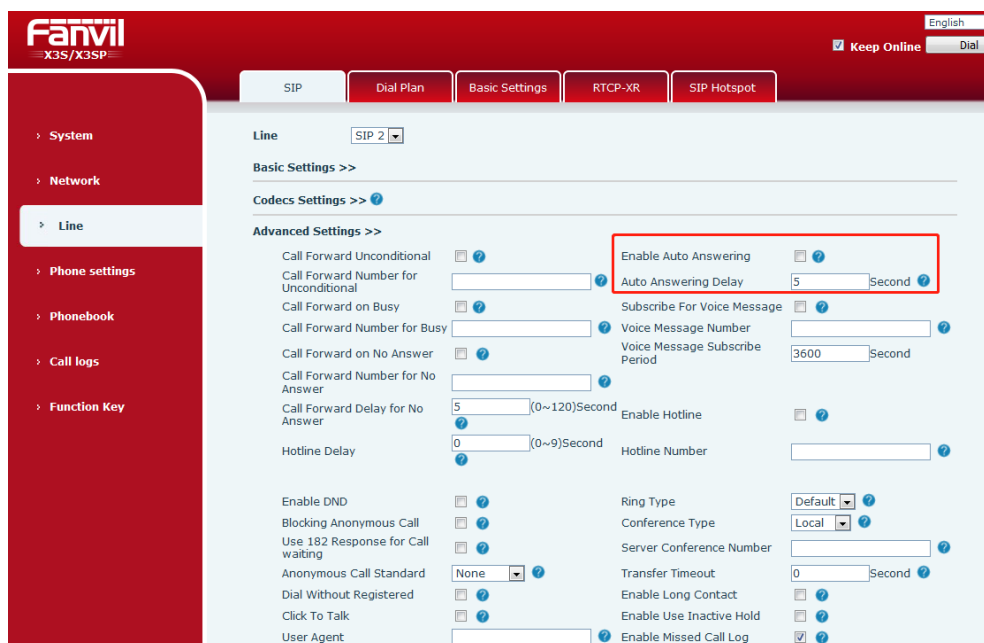 Fanvil
X3S/X3SP
English
Keep Online Dial
SIP Dial Plan Basic Settings RTCP-XR SIP Hotspot
› System
› Network
› Line
› Phone settings
› Phonebook
› Call logs
› Function Key
Line SIP 2
Basic Settings >>
Codecs Settings >> ?
Advanced Settings >>
Call Forward Unconditional ? Enable Auto Answering ?
Call Forward Number for
Unconditional ? Auto Answering Delay 5 Second ?
Call Forward on Busy ? Subscribe For Voice Message ?
Call Forward Number for Busy ? Voice Message Number ?
Call Forward on No Answer ? Voice Message Subscribe
Period 3600 Second
Call Forward Number for No
Answer ?
Call Forward Delay for No
Answer 5 (0~120)Second ? Enable Hotline ?
Hotline Delay 0 (0~9)Second ? Hotline Number ?
Enable DND ? Ring Type Default ?
Blocking Anonymous Call ? Conference Type Local ?
Use 182 Response for Call
waiting ? Server Conference Number ?
Anonymous Call Standard None ? Transfer Timeout 0 Second ?
Dial Without Registered ? Enable Long Contact ?
Click To Talk ? Enable Use Inactive Hold ?
User Agent ? Enable Missed Call Log ?